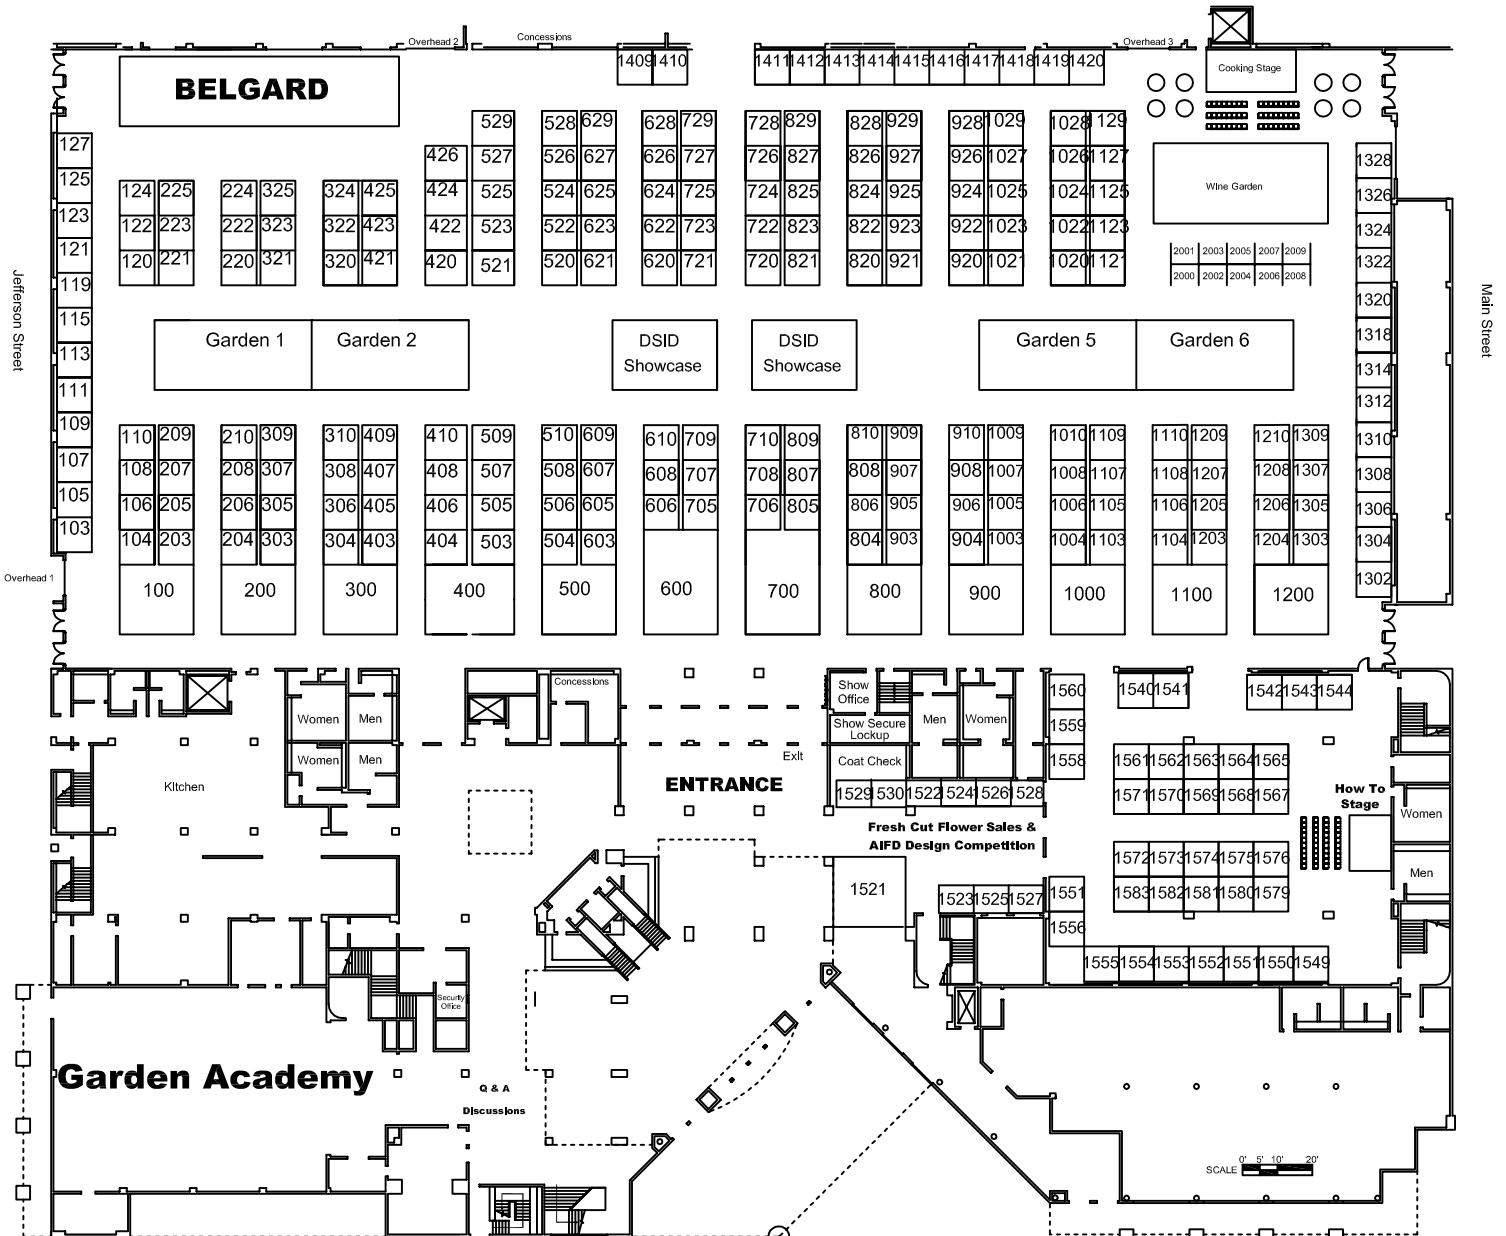 Overhead 2
Concessions
Overhead 3
1409 1410
1411 1412 1413 1414 1415 1416 1417 1418 1419 1420
Cooking Stage
BELGARD
529 528 629 628 729 728 829 828 929 928 1029 1028 1129
127
426 527 526 627 626 727 726 827 826 927 926 1027 1026 1127
1328
125
124 225 224 325 324 425 424 525 524 625 624 725 724 825 824 925 924 1025 1024 1125
WIne Garden
1326
123
122 223 222 323 322 423 422 523 522 623 622 723 722 823 822 923 922 1023 1022 1123
1324
121
120 221 220 321 320 421 420 521 520 621 620 721 720 821 820 921 920 1021 1020 1121
2001 2003 2005 2007 2009
2000 2002 2004 2006 2008
1322
119
1320
Jefferson Street
Main Street
115
1318
Garden 1
Garden 2
DSID
Showcase
DSID
Showcase
Garden 5
Garden 6
113
1314
111
1312
109
110 209 210 309 310 409 410 509 510 609 610 709 710 809 810 909 910 1009 1010 1109 1110 1209 1210 1309
1310
107
108 207 208 307 308 407 408 507 508 607 608 707 708 807 808 907 908 1007 1008 1107 1108 1207 1208 1307
1308
105
106 205 206 305 306 405 406 505 506 605 606 705 706 805 806 905 906 1005 1006 1105 1106 1205 1206 1305
1306
103
104 203 204 303 304 403 404 503 504 603 804 903 904 1003 1004 1103 1104 1203 1204 1303
1304
Overhead 1
1302
100 200 300 400 500 600 700 800 900 1000 1100 1200
Concessions
Show
Office
1560
1540 1541
1542 1543 1544
Women
Men
Show Secure
Lockup
Men
Women
1559
Women
Men
ExIt
Coat Check
1558
1561 1562 1563 1564 1565
KItchen
ENTRANCE
1529 1530 1522 1524 1526 1528
1571 1570 1569 1568 1567
How To
Stage
Women
Fresh Cut Flower Sales &
AIFD Design Competition
1572 1573 1574 1575 1576
Men
1521
1523 1525 1527
1551
1583 1582 1581 1580 1579
1556
1555 1554 1553 1552 1551 1550 1549
Security
Office
Garden Academy
Q & A
Discussions
SCALE
0' 5' 10' 20'